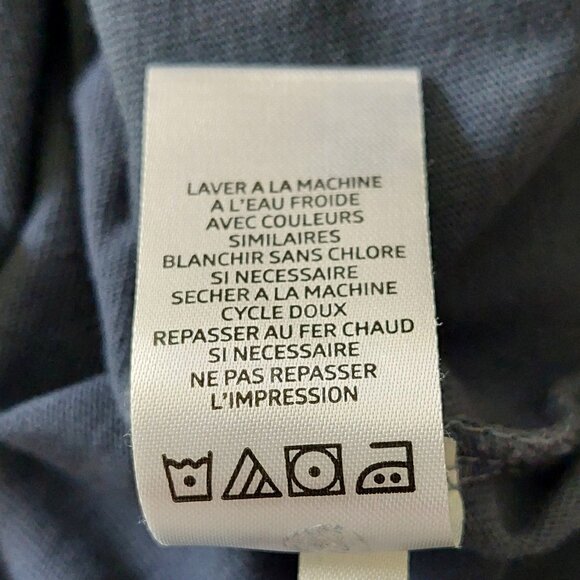 LAVER A LA MACHINE
A L'EAU FROIDE
AVEC COULEURS
SIMILAIRES
BLANCHIR SANS CHLORE
SI NECESSAIRE
SECHER A LA MACHINE
CYCLE DOUX
REPASSER AU FER CHAUD
SI NECESSAIRE
NE PAS REPASSER
L'IMPRESSION